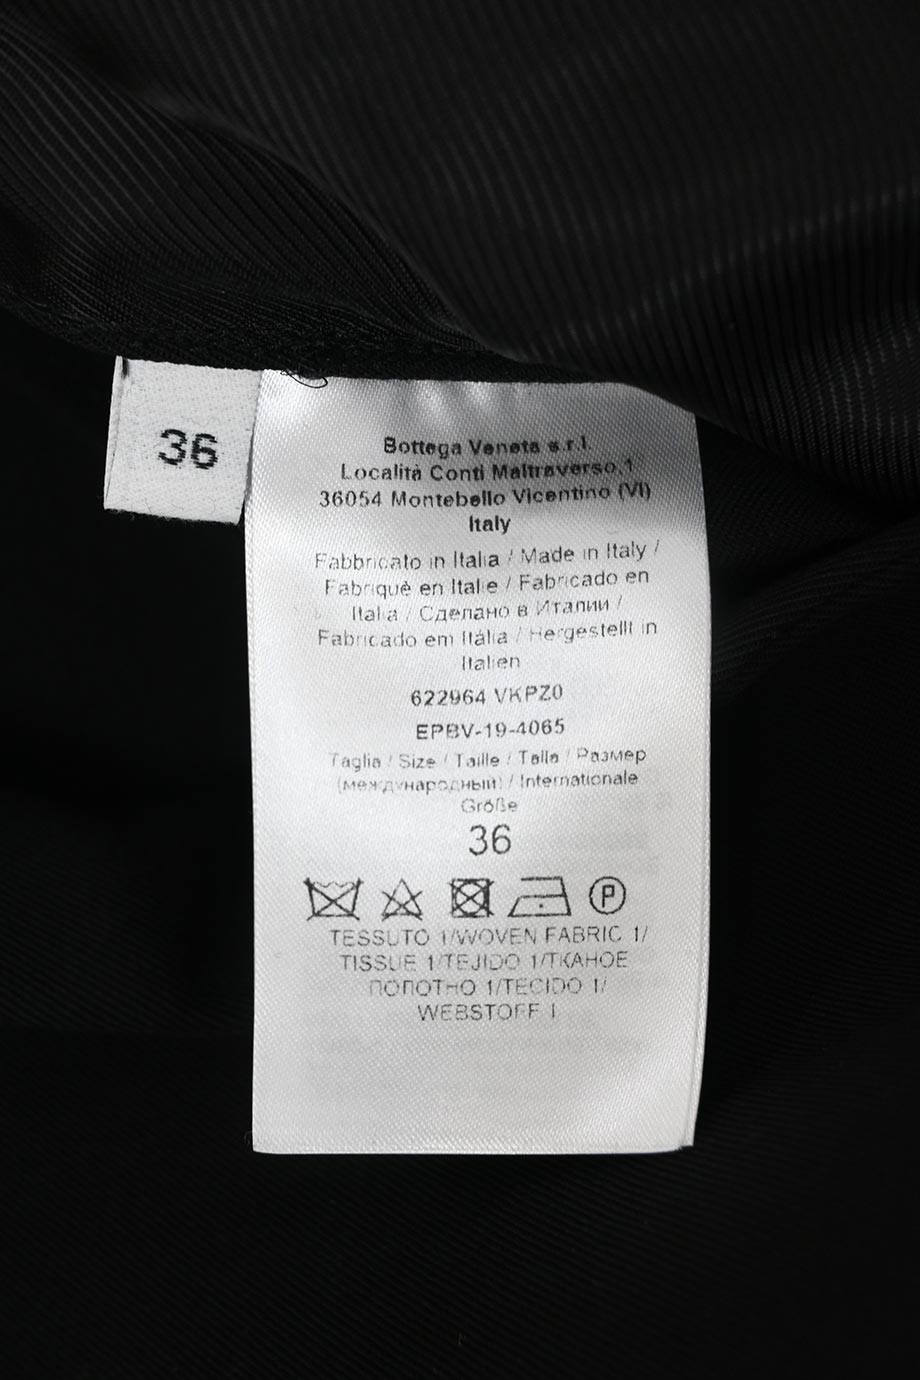 36
Bottega Veneta s.r.l.
Località Conti Maltraverso,1
36054 Montebello Vicentino (VI)
Italy
Fabbricato in Italia / Made in Italy /
Fabriquè en Italie / Fabricado en
Italia / Сделано в Италии /
Fabricado em Itália / Hergestellt in
Italien
622964 VKPZ0
EPBV-19-4065
Taglia / Size / Taille / Talla / Размер
(международный) / Internationale
Größe
36
P
TESSUTO 1/WOVEN FABRIC 1/
TISSUE 1/TEJIDO 1/ТКАНОЕ
ПОЛОТНО 1/TECIDO 1/
WEBSTOFF 1